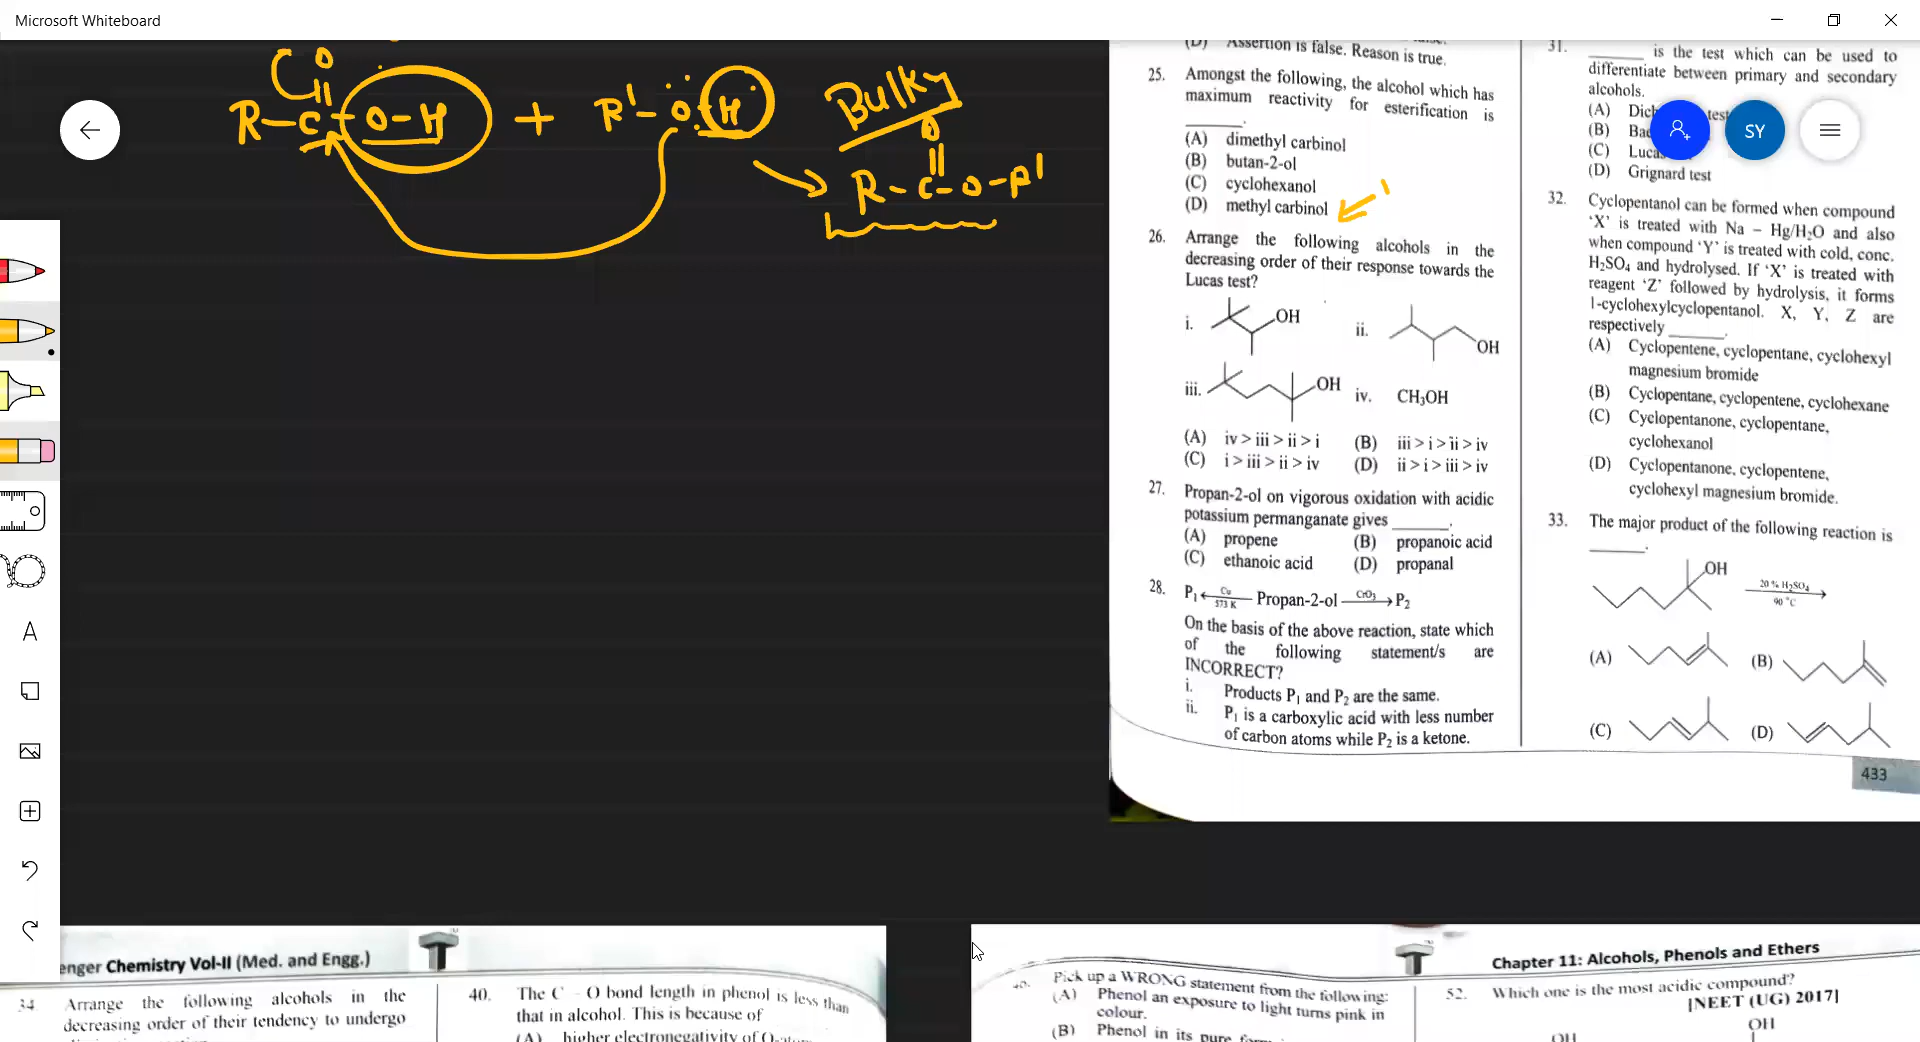 Microsoft Whiteboard
O
R-C-O-H + R'-O-H
Bulky
O
R-C-O-R'
(D) Assertion is false. Reason is true.
25. Amongst the following, the alcohol which has
maximum reactivity for esterification is
______.
(A) dimethyl carbinol
(B) butan-2-ol
(C) cyclohexanol
(D) methyl carbinol
26. Arrange the following alcohols in the
decreasing order of their response towards the
Lucas test?
i. OH
ii. OH
iii. OH
iv. CH₃OH
(A) iv > iii > ii > i (B) iii > i > ii > iv
(C) i > iii > ii > iv (D) ii > i > iii > iv
27. Propan-2-ol on vigorous oxidation with acidic
potassium permanganate gives ______.
(A) propene (B) propanoic acid
(C) ethanoic acid (D) propanal
28. P₁ ←Cu 573 K— Propan-2-ol —CrO₃→ P₂
On the basis of the above reaction, state which
of the following statement/s are
INCORRECT?
i. Products P₁ and P₂ are the same.
ii. P₁ is a carboxylic acid with less number
of carbon atoms while P₂ is a ketone.
31. ______ is the test which can be used to
differentiate between primary and secondary
alcohols.
(A) Dich test
(B) Bae
(C) Luca
(D) Grignard test
SY
32. Cyclopentanol can be formed when compound
‘X’ is treated with Na – Hg/H₂O and also
when compound ‘Y’ is treated with cold, conc.
H₂SO₄ and hydrolysed. If ‘X’ is treated with
reagent ‘Z’ followed by hydrolysis, it forms
1-cyclohexylcyclopentanol. X, Y, Z are
respectively ______.
(A) Cyclopentene, cyclopentane, cyclohexyl
magnesium bromide
(B) Cyclopentane, cyclopentene, cyclohexane
(C) Cyclopentanone, cyclopentane,
cyclohexanol
(D) Cyclopentanone, cyclopentene,
cyclohexyl magnesium bromide.
33. The major product of the following reaction is
______.
OH 20 % H₂SO₄ 90 °C
(A) (B)
(C) (D)
433
enger Chemistry Vol-II (Med. and Engg.)
34. Arrange the following alcohols in the
decreasing order of their tendency to undergo
40. The C – O bond length in phenol is less than
that in alcohol. This is because of
(A) higher electronegativity of O-atom
Chapter 11: Alcohols, Phenols and Ethers
Pick up a WRONG statement from the following:
(A) Phenol an exposure to light turns pink in
colour.
(B) Phenol in its pure
52. Which one is the most acidic compound?
[NEET (UG) 2017]
OH OH